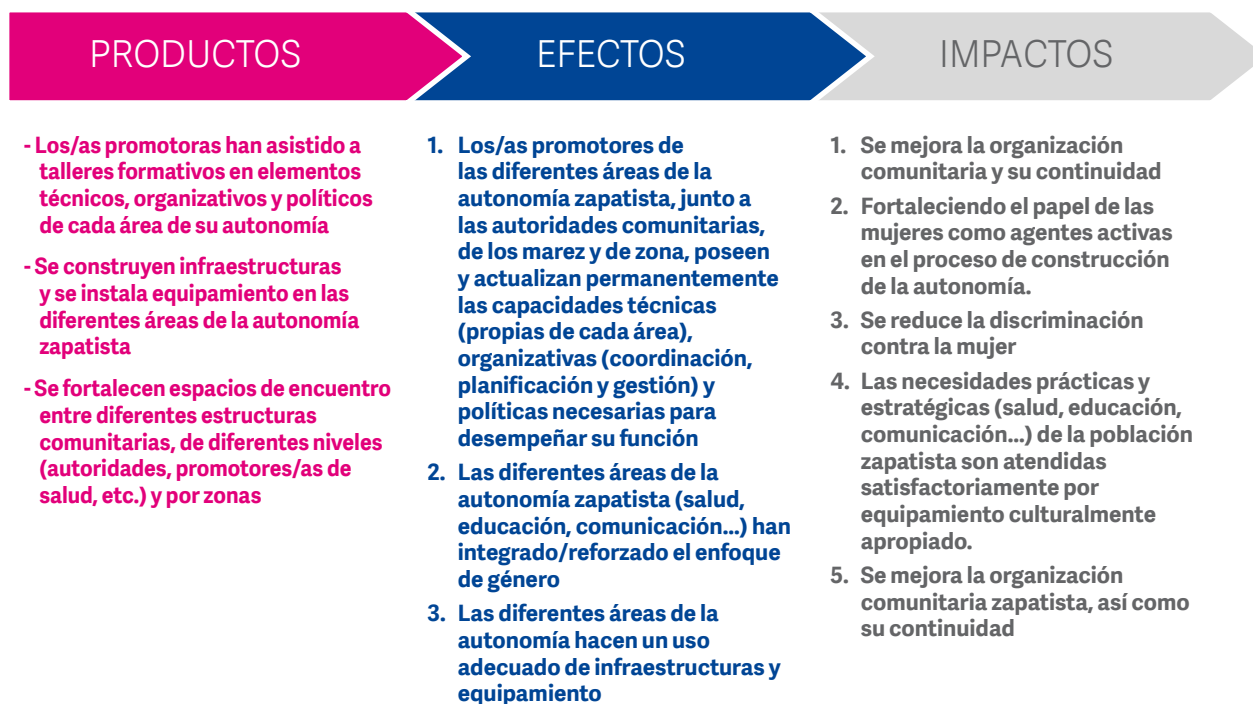 PRODUCTOS
EFECTOS
IMPACTOS
- Los/as promotoras han asistido a
talleres formativos en elementos
técnicos, organizativos y políticos
de cada área de su autonomía
- Se construyen infraestructuras
y se instala equipamiento en las
diferentes áreas de la autonomía
zapatista
- Se fortalecen espacios de encuentro
entre diferentes estructuras
comunitarias, de diferentes niveles
(autoridades, promotores/as de
salud, etc.) y por zonas
1. Los/as promotores de
las diferentes áreas de la
autonomía zapatista, junto a
las autoridades comunitarias,
de los marez y de zona, poseen
y actualizan permanentemente
las capacidades técnicas
(propias de cada área),
organizativas (coordinación,
planificación y gestión) y
políticas necesarias para
desempeñar su función
2. Las diferentes áreas de la
autonomía zapatista (salud,
educación, comunicación...) han
integrado/reforzado el enfoque
de género
3. Las diferentes áreas de la
autonomía hacen un uso
adecuado de infraestructuras y
equipamiento
1. Se mejora la organización
comunitaria y su continuidad
2. Fortaleciendo el papel de las
mujeres como agentes activas
en el proceso de construcción
de la autonomía.
3. Se reduce la discriminación
contra la mujer
4. Las necesidades prácticas y
estratégicas (salud, educación,
comunicación...) de la población
zapatista son atendidas
satisfactoriamente por
equipamiento culturalmente
apropiado.
5. Se mejora la organización
comunitaria zapatista, así como
su continuidad